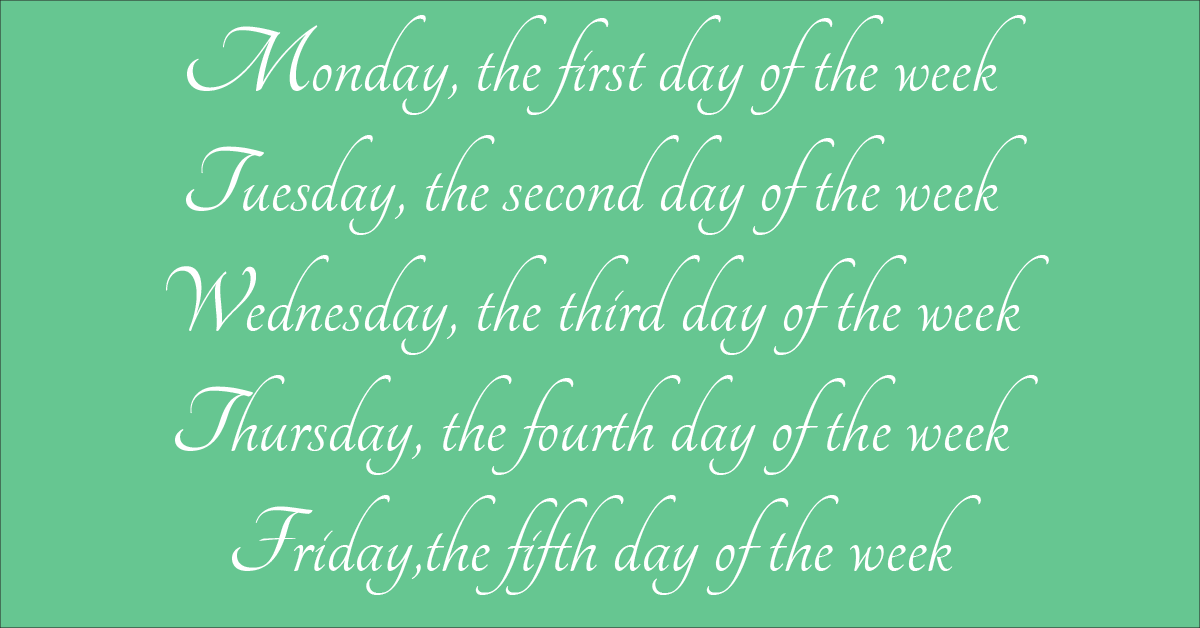 Monday, the first day of the week
Tuesday, the second day of the week
Wednesday, the third day of the week
Thursday, the fourth day of the week
Friday,the fifth day of the week